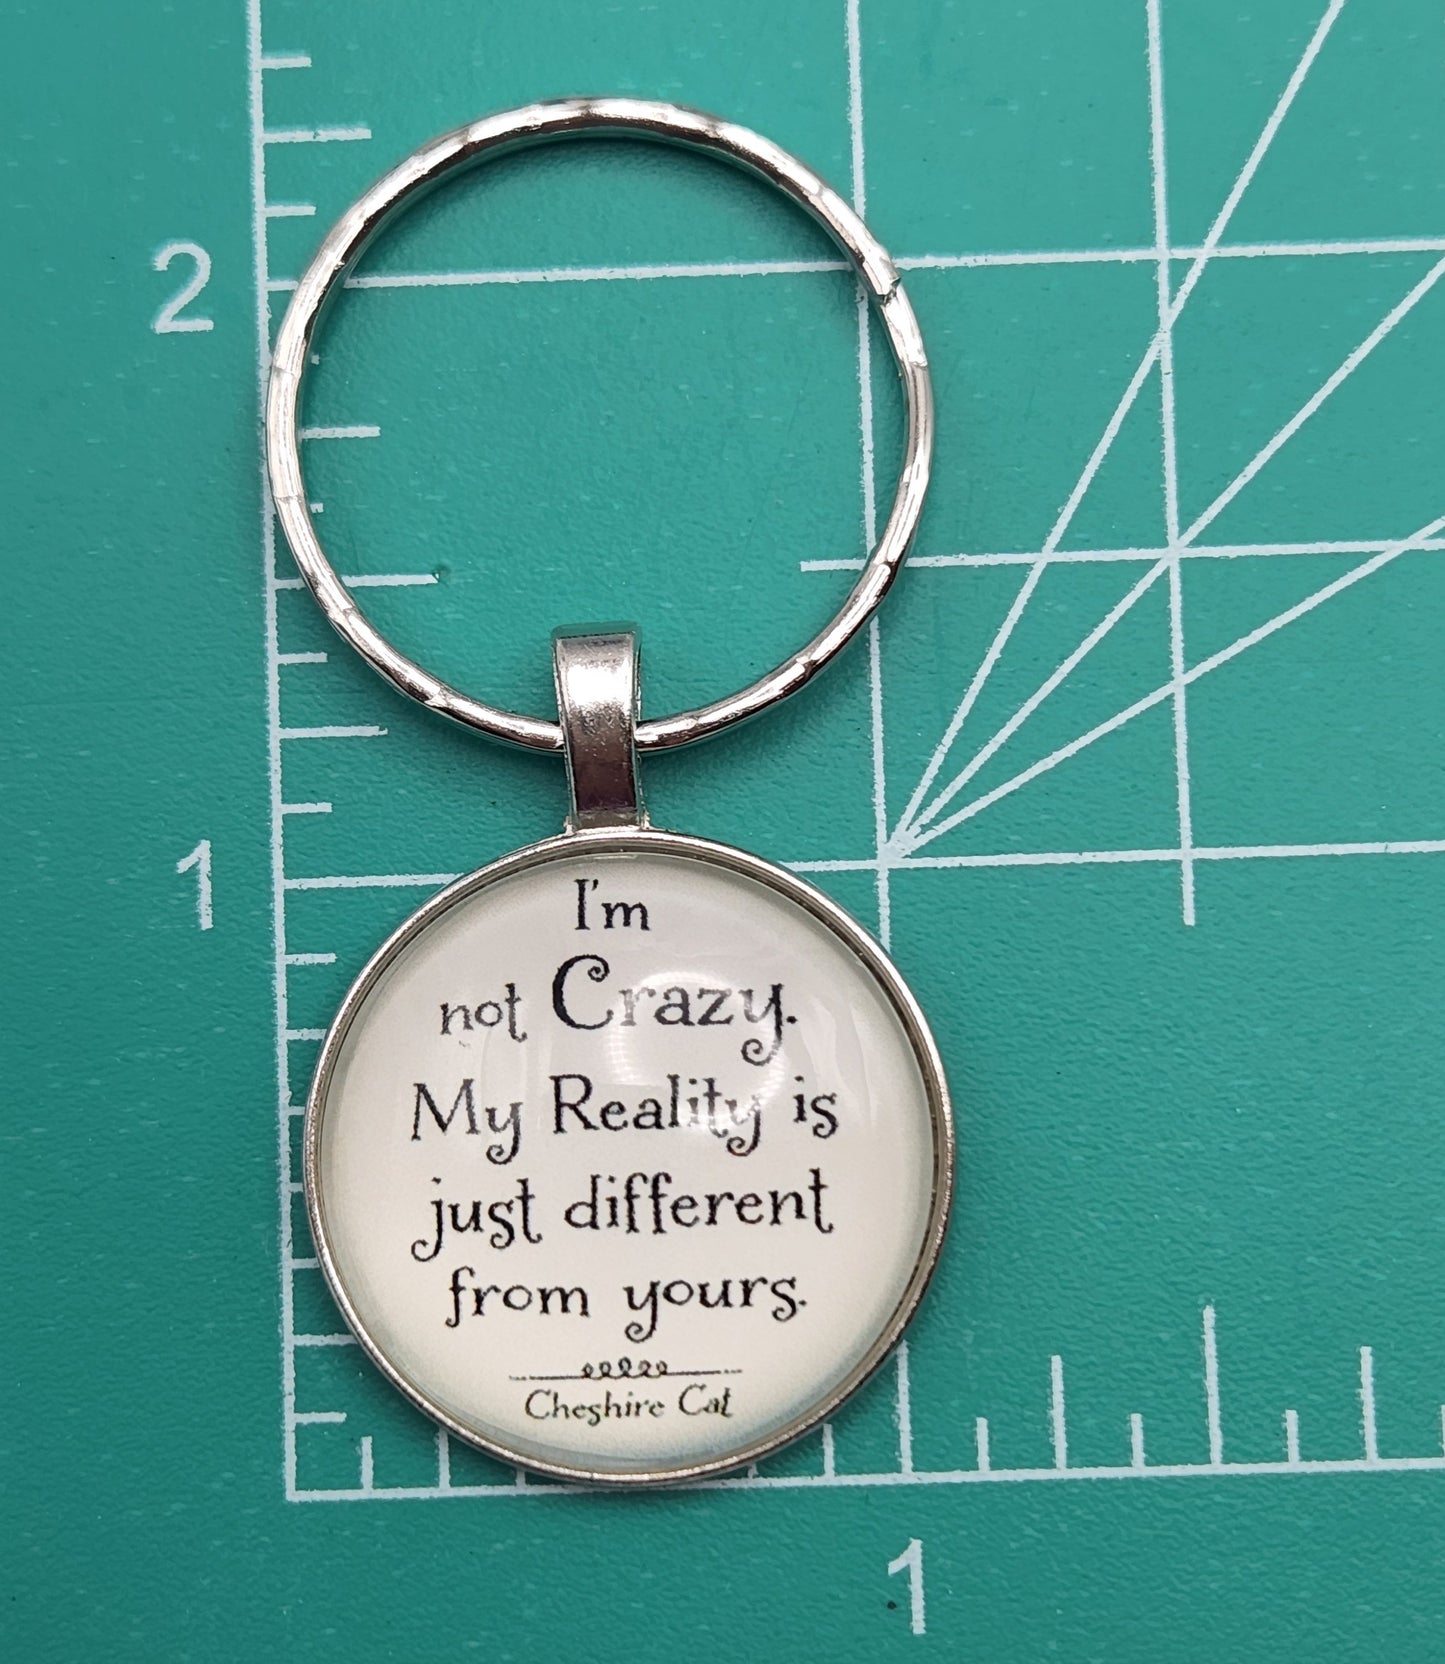 2
1
I'm
not Crazy.
My Reality is
just different
from yours.
Cheshire Cat
1